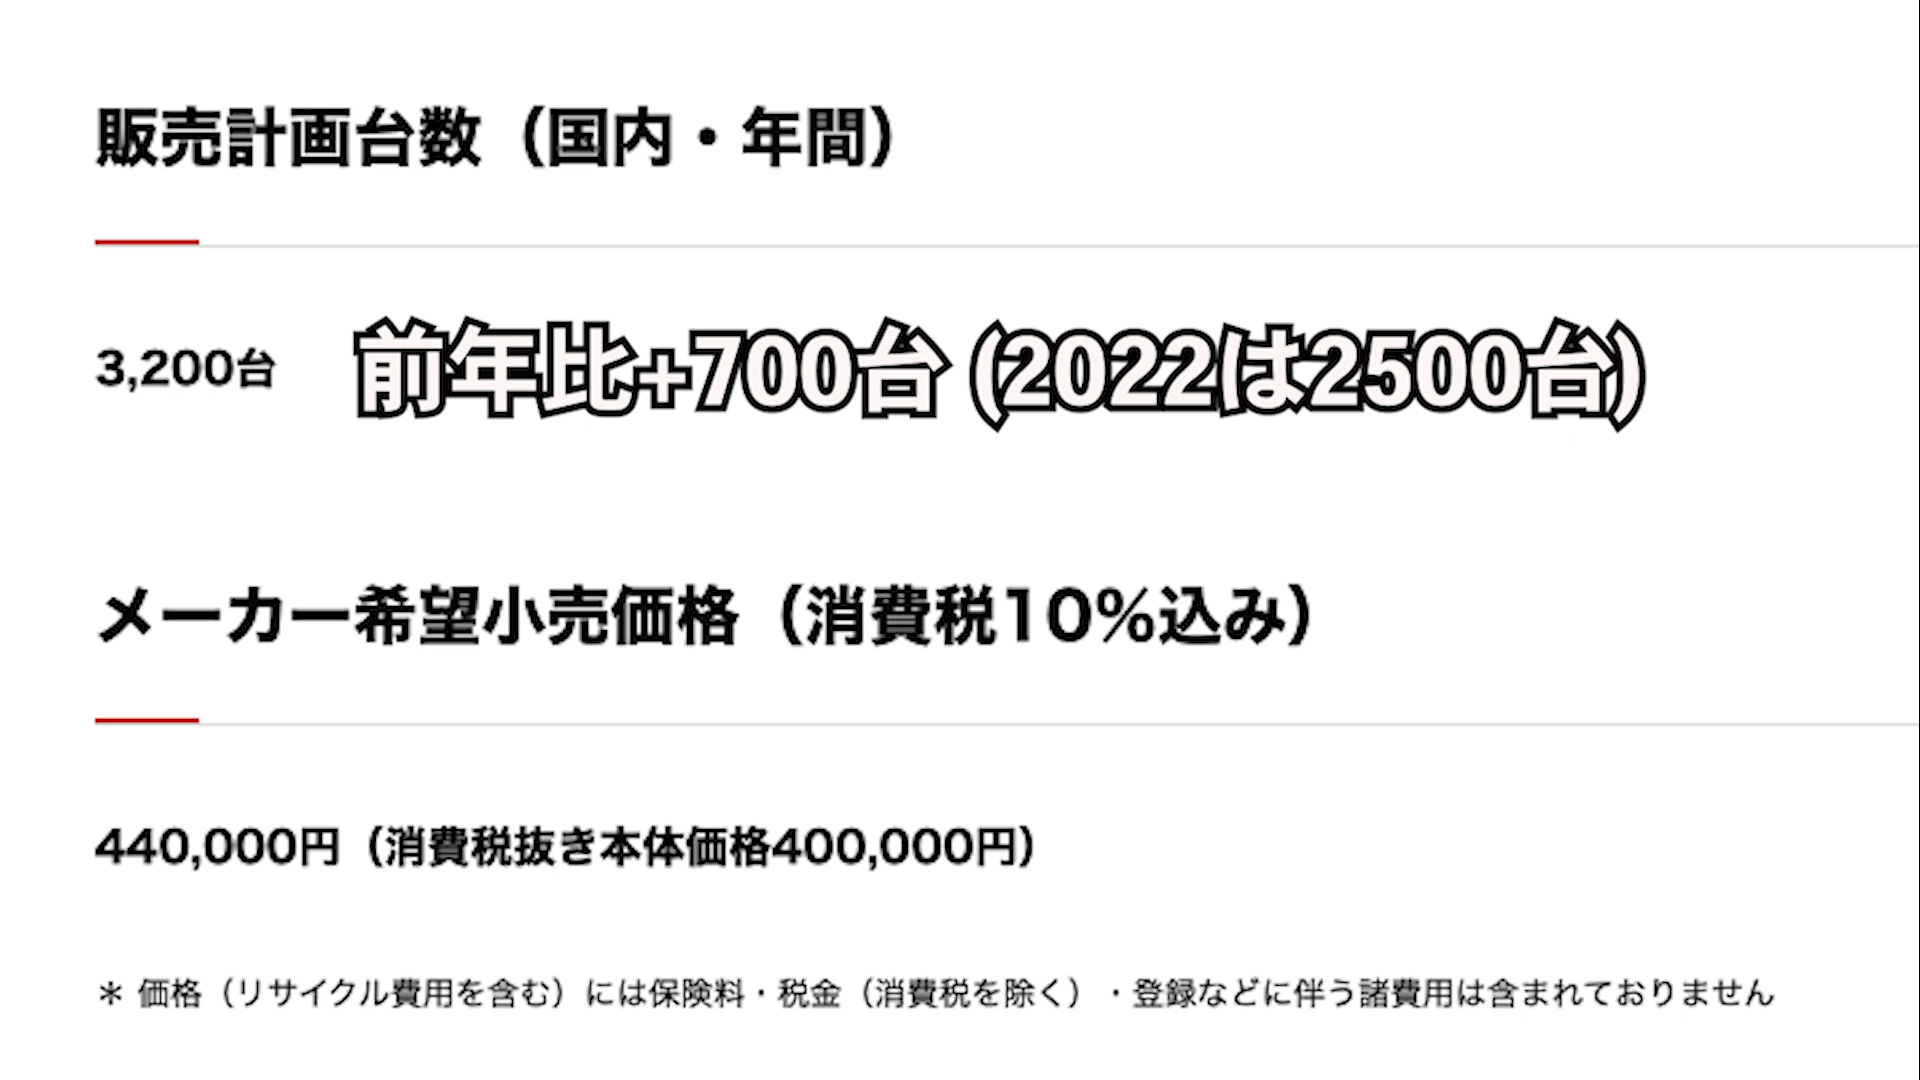 販売計画台数（国内・年間）
3,200台 前年比+700台 (2022は2500台)
メーカー希望小売価格（消費税10%込み）
440,000円（消費税抜き本体価格400,000円）
＊ 価格（リサイクル費用を含む）には保険料・税金（消費税を除く）・登録などに伴う諸費用は含まれておりません